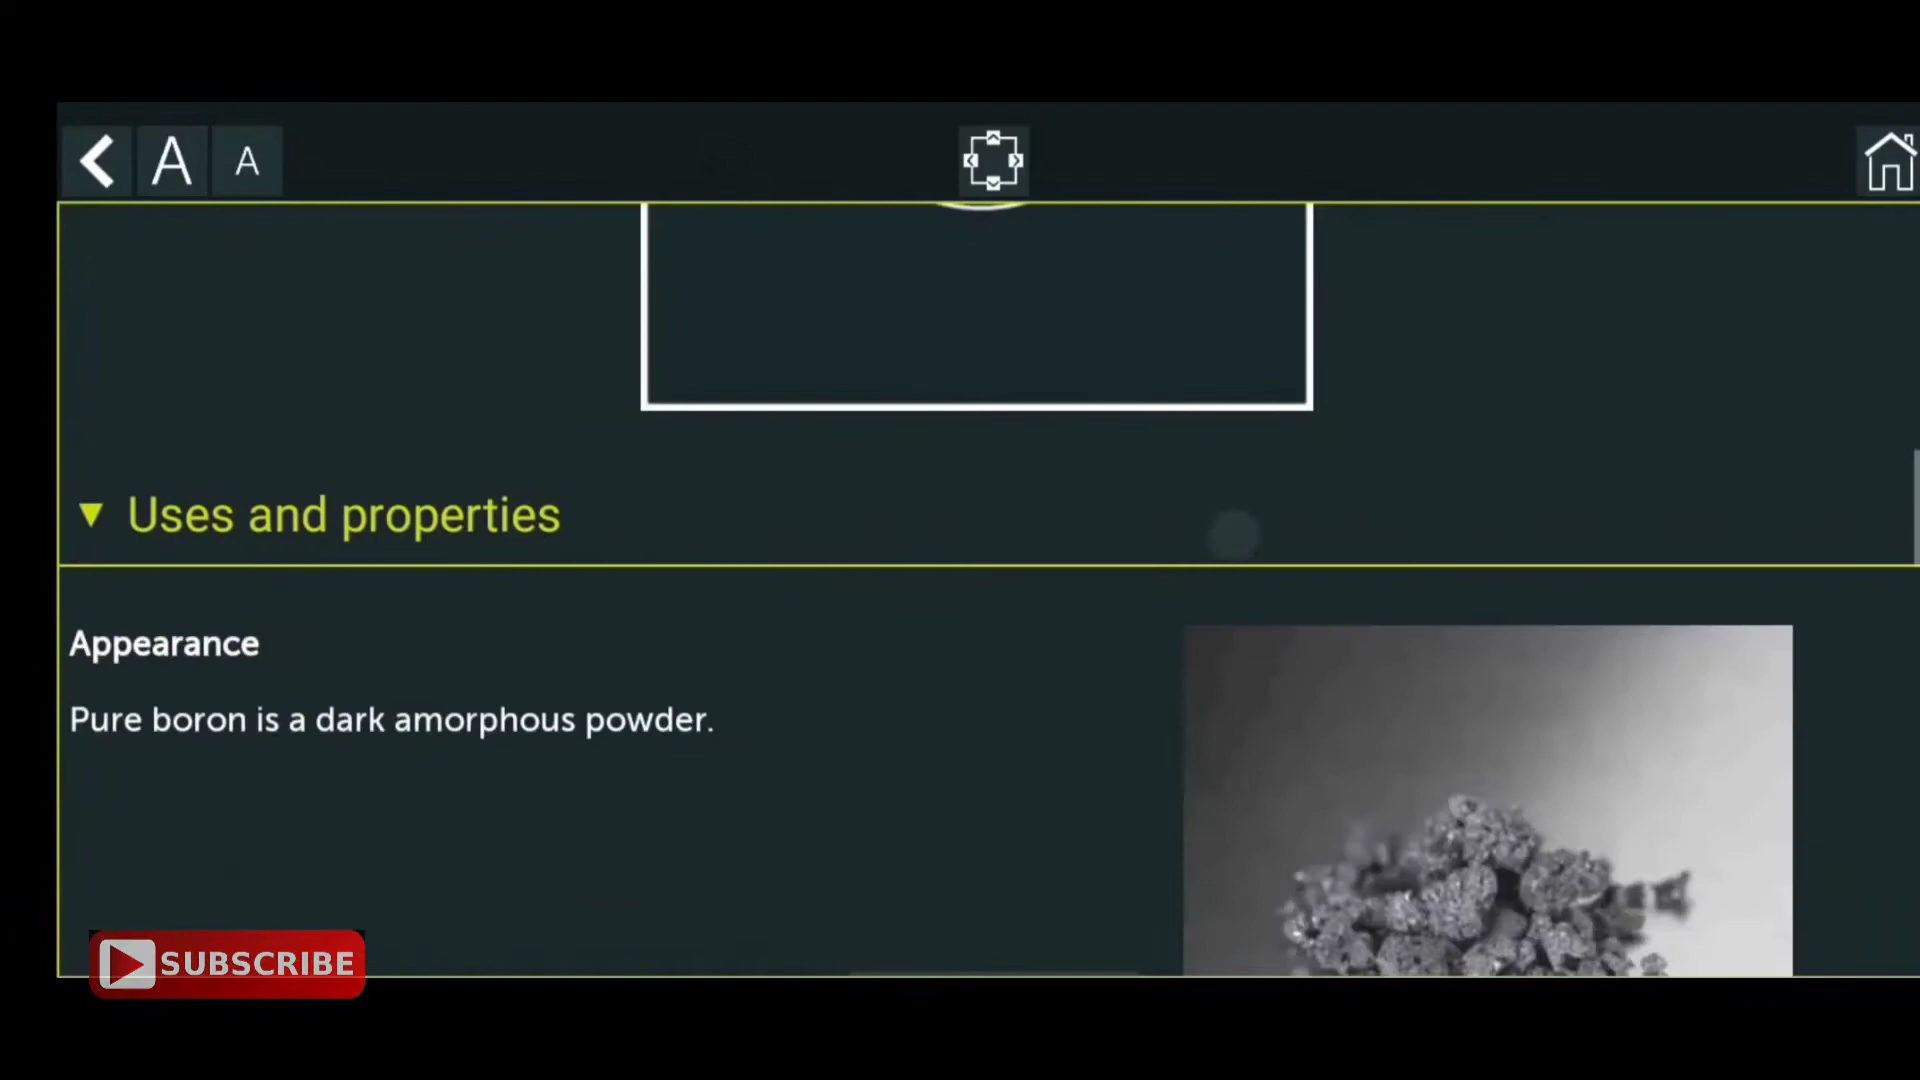 A A
▼ Uses and properties
Appearance
Pure boron is a dark amorphous powder.
SUBSCRIBE